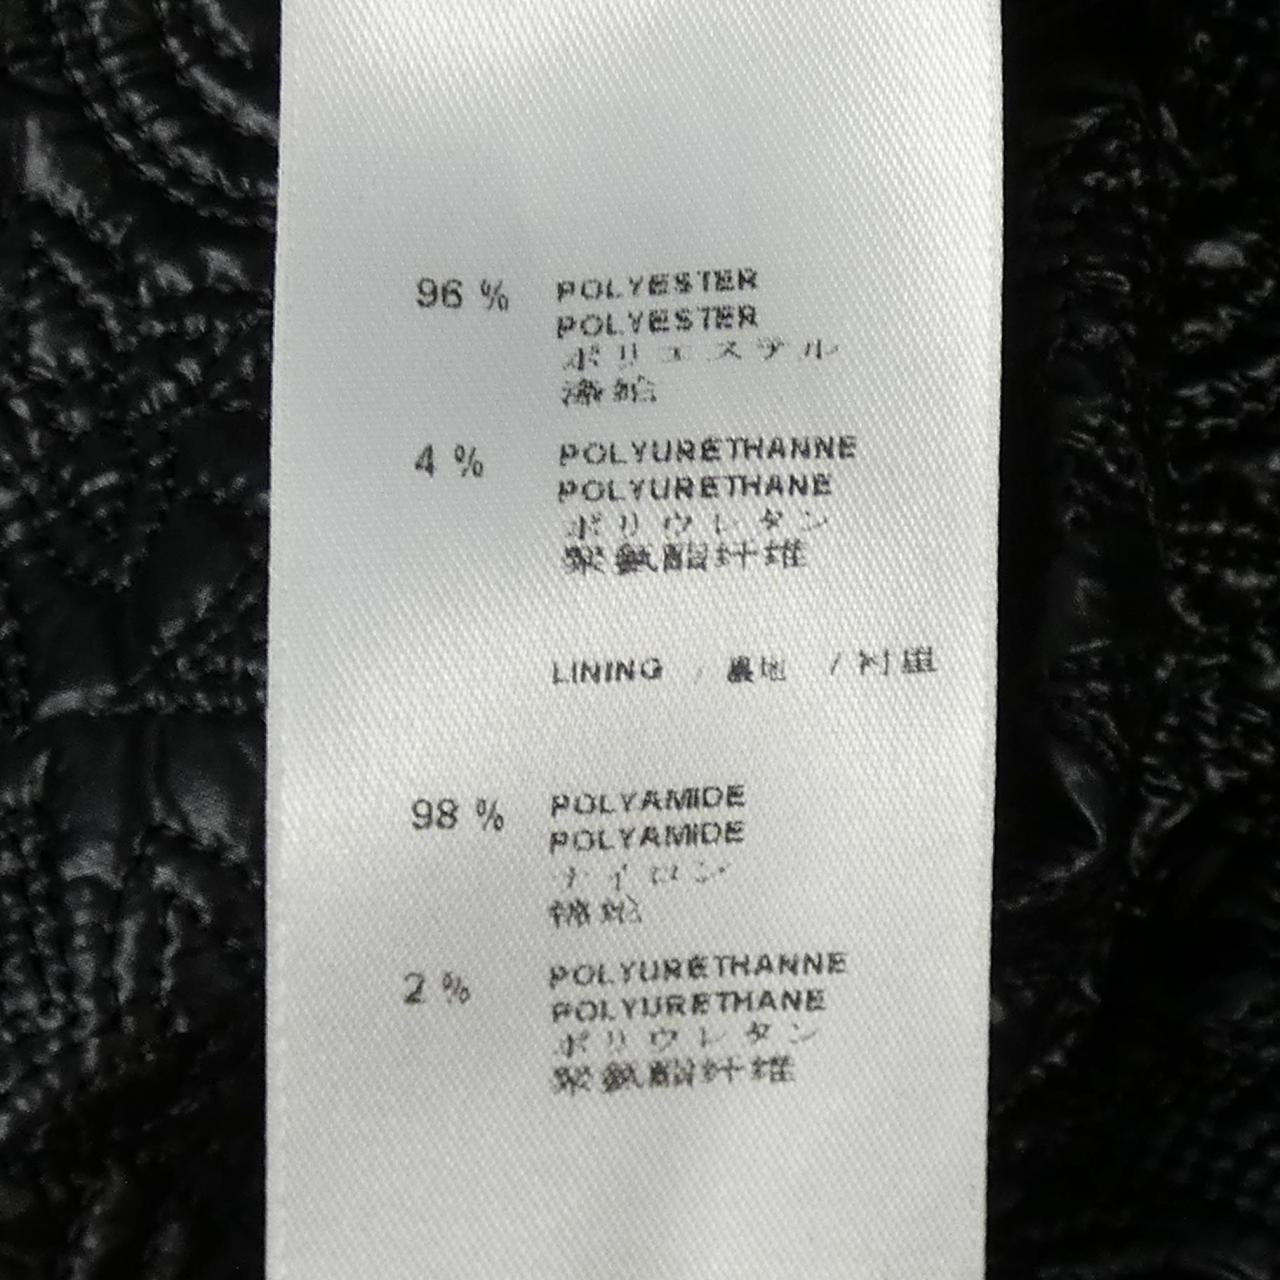 96 % POLYESTER
POLYESTER
ポリエステル
涤纶
4 % POLYURETHANNE
POLYURETHANE
ポリウレタン
聚氨酯纤维
LINING / 裏地 / 衬里
98 % POLYAMIDE
POLYAMIDE
ナイロン
锦纶
2 % POLYURETHANNE
POLYURETHANE
ポリウレタン
聚氨酯纤维